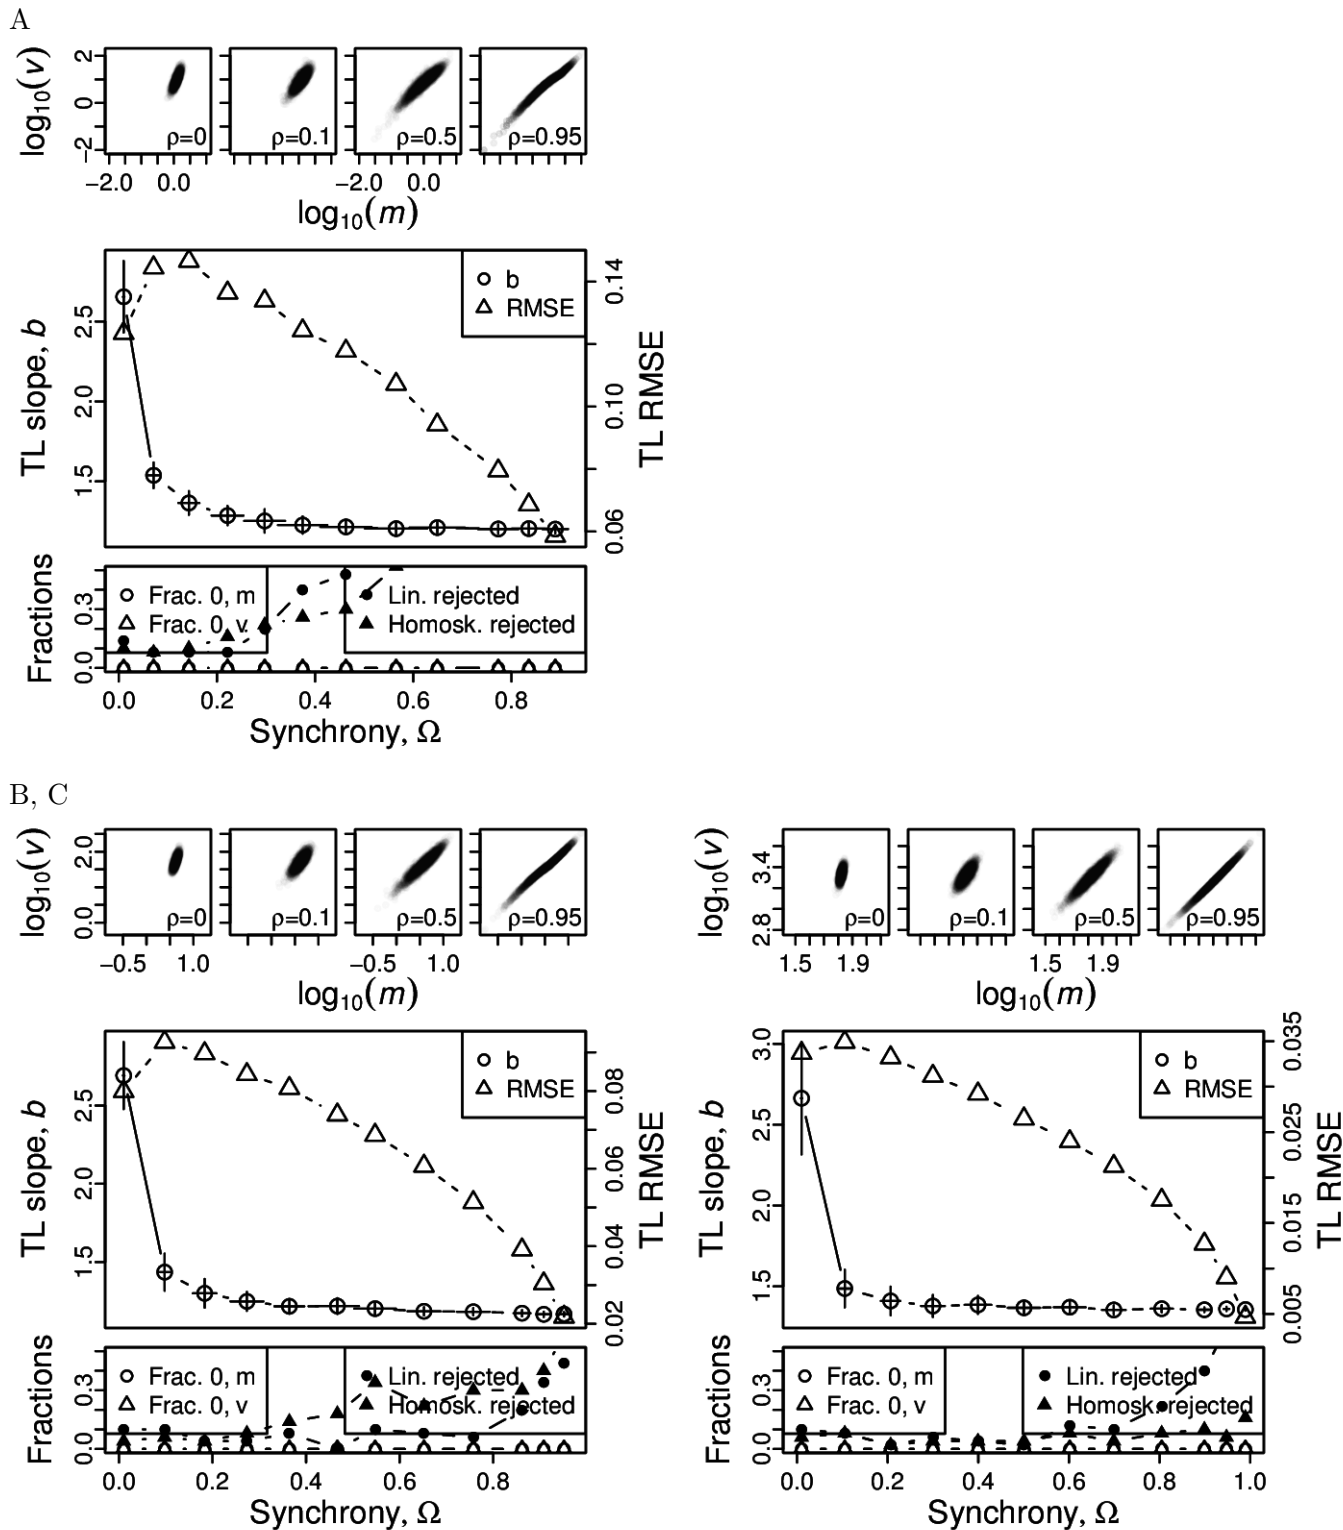 A
log10(v)
2
0
−2
ρ=0
ρ=0.1
ρ=0.5
ρ=0.95
−2.0 0.0 −2.0 0.0
log10(m)
TL slope, b
2.5
2.0
1.5
b
RMSE
0.14
0.10
0.06
TL RMSE
Fractions
0.3
0.0
Frac. 0, m
Frac. 0, v
Lin. rejected
Homosk. rejected
0.0 0.2 0.4 0.6 0.8
Synchrony, Ω
B, C
log10(v)
2.0
0.0
ρ=0
ρ=0.1
ρ=0.5
ρ=0.95
−0.5 1.0 −0.5 1.0
log10(m)
TL slope, b
2.5
2.0
1.5
b
RMSE
0.08
0.06
0.04
0.02
TL RMSE
Fractions
0.3
0.0
Frac. 0, m
Frac. 0, v
Lin. rejected
Homosk. rejected
0.0 0.2 0.4 0.6 0.8
Synchrony, Ω
log10(v)
3.4
2.8
ρ=0
ρ=0.1
ρ=0.5
ρ=0.95
1.5 1.9 1.5 1.9
log10(m)
TL slope, b
3.0
2.5
2.0
1.5
b
RMSE
0.035
0.025
0.015
0.005
TL RMSE
Fractions
0.3
0.0
Frac. 0, m
Frac. 0, v
Lin. rejected
Homosk. rejected
0.0 0.2 0.4 0.6 0.8 1.0
Synchrony, Ω